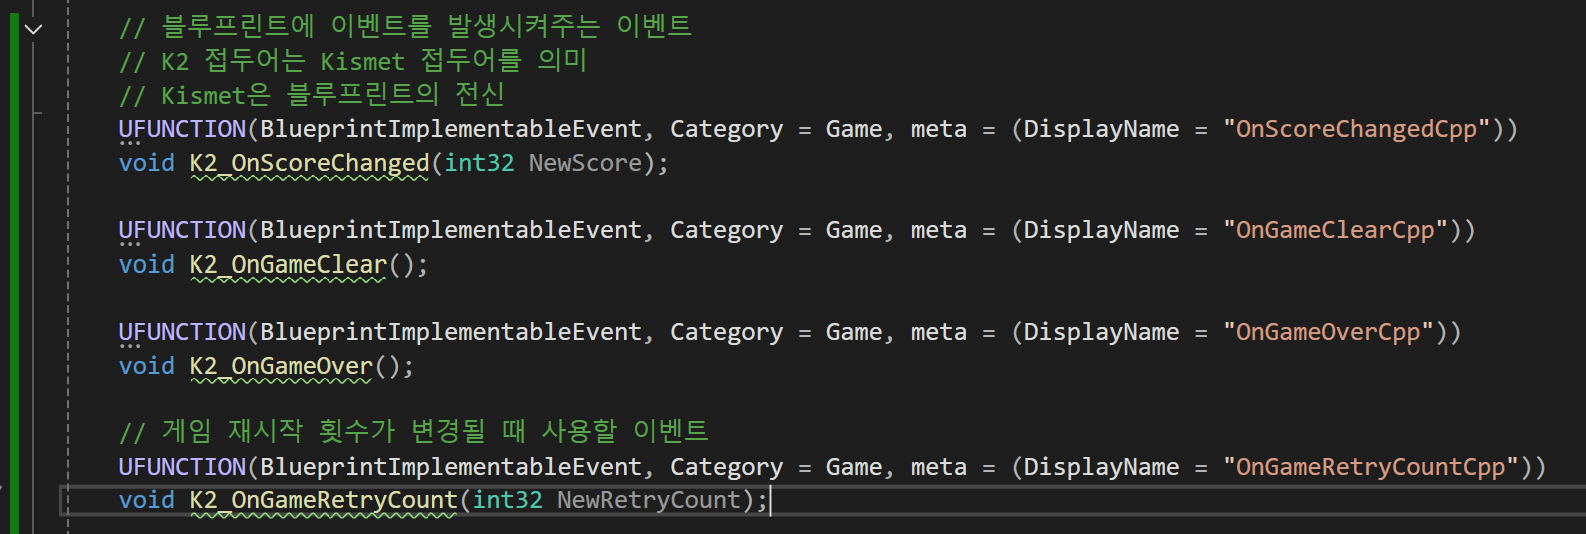 // 블루프린트에 이벤트를 발생시켜주는 이벤트
// K2 접두어는 Kismet 접두어를 의미
// Kismet은 블루프린트의 전신
UFUNCTION(BlueprintImplementableEvent, Category = Game, meta = (DisplayName = "OnScoreChangedCpp"))
void K2_OnScoreChanged(int32 NewScore);
UFUNCTION(BlueprintImplementableEvent, Category = Game, meta = (DisplayName = "OnGameClearCpp"))
void K2_OnGameClear();
UFUNCTION(BlueprintImplementableEvent, Category = Game, meta = (DisplayName = "OnGameOverCpp"))
void K2_OnGameOver();
// 게임 재시작 횟수가 변경될 때 사용할 이벤트
UFUNCTION(BlueprintImplementableEvent, Category = Game, meta = (DisplayName = "OnGameRetryCountCpp"))
void K2_OnGameRetryCount(int32 NewRetryCount);